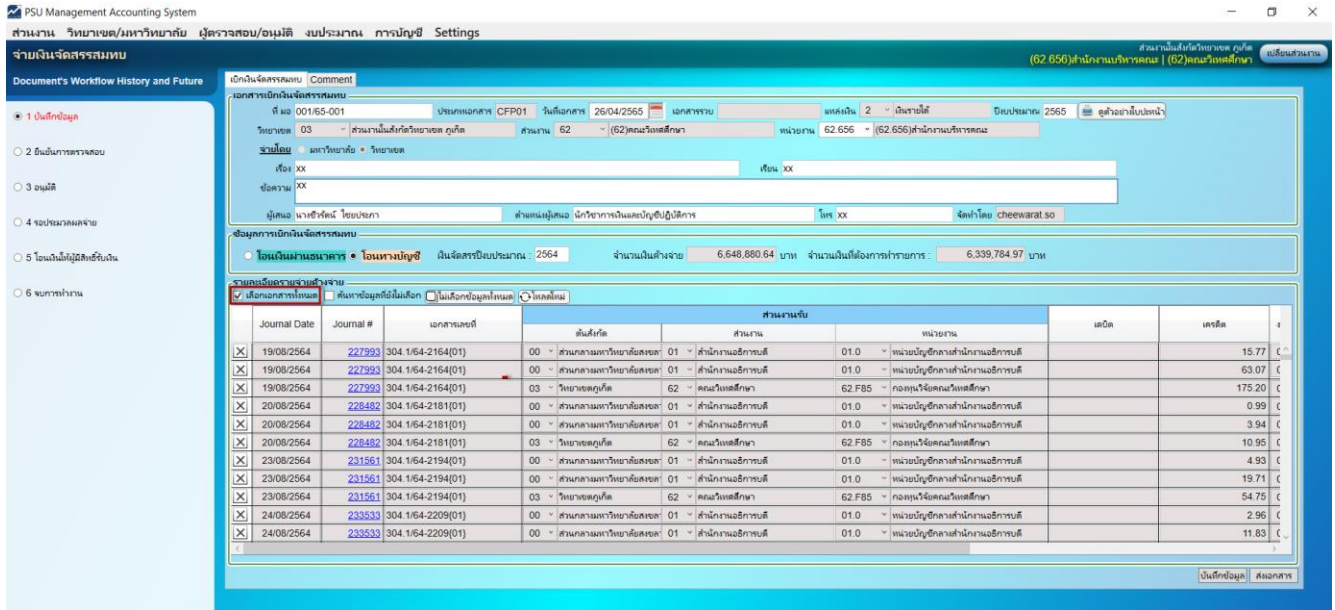 PSU Management Accounting System
ส่วนงาน วิทยาเขต/มหาวิทยาลัย ผู้ตรวจสอบ/อนุมัติ งบประมาณ การบัญชี Settings
จ่ายเงินจัดสรรสมทบ
ส่วนงานในสังกัดวิทยาเขต ภูเก็ต
(62.656)สำนักงานบริหารคณะ | (62)คณะวิเทศศึกษา เปลี่ยนส่วนงาน
Document's Workflow History and Future
1 บันทึกข้อมูล
2 ยืนยันการตรวจสอบ
3 อนุมัติ
4 รอประมวลผลจ่าย
5 โอนเงินให้ผู้มีสิทธิ์รับเงิน
6 จบการทำงาน
เบิกเงินจัดสรรสมทบ Comment
เอกสารเบิกเงินจัดสรรสมทบ
ที่ มอ 001/65-001 ประเภทเอกสาร CFP01 วันที่เอกสาร 26/04/2565 เอกสารรวม แหล่งเงิน 2 เงินรายได้ ปีงบประมาณ 2565 ดูตัวอย่างใบปะหน้า
วิทยาเขต 03 ส่วนงานในสังกัดวิทยาเขต ภูเก็ต ส่วนงาน 62 (62)คณะวิเทศศึกษา หน่วยงาน 62.656 (62.656)สำนักงานบริหารคณะ
จ่ายโดย มหาวิทยาลัย วิทยาเขต
เรื่อง xx เรียน xx
ข้อความ xx
ผู้เสนอ นางชีวรัตน์ ไชยประภา ตำแหน่งผู้เสนอ นักวิชาการเงินและบัญชีปฏิบัติการ โทร xx จัดทำโดย cheewarat.so
ข้อมูลการเบิกเงินจัดสรรสมทบ
โอนเงินผ่านธนาคาร โอนทางบัญชี เงินจัดสรรปีงบประมาณ : 2564 จำนวนเงินค้างจ่าย 6,648,880.64 บาท จำนวนเงินที่ต้องการทำรายการ : 6,339,784.97 บาท
รายละเอียดรายจ่ายค้างจ่าย
เลือกเอกสารทั้งหมด ค้นหาข้อมูลที่ยังไม่เลือก ไม่เลือกข้อมูลทั้งหมด โหลดใหม่
Journal Date Journal # เอกสารเลขที่ ส่วนงานรับ เดบิต เครดิต
ต้นสังกัด ส่วนงาน หน่วยงาน
19/08/2564 227993 304.1/64-2164{01} 00 ส่วนกลางมหาวิทยาลัยสงขล 01 สำนักงานอธิการบดี 01.0 หน่วยบัญชีกลางสำนักงานอธิการบดี 15.77
19/08/2564 227993 304.1/64-2164{01} 00 ส่วนกลางมหาวิทยาลัยสงขล 01 สำนักงานอธิการบดี 01.0 หน่วยบัญชีกลางสำนักงานอธิการบดี 63.07
19/08/2564 227993 304.1/64-2164{01} 03 วิทยาเขตภูเก็ต 62 คณะวิเทศศึกษา 62.F85 กองทุนวิจัยคณะวิเทศศึกษา 175.20
20/08/2564 228482 304.1/64-2181{01} 00 ส่วนกลางมหาวิทยาลัยสงขล 01 สำนักงานอธิการบดี 01.0 หน่วยบัญชีกลางสำนักงานอธิการบดี 0.99
20/08/2564 228482 304.1/64-2181{01} 00 ส่วนกลางมหาวิทยาลัยสงขล 01 สำนักงานอธิการบดี 01.0 หน่วยบัญชีกลางสำนักงานอธิการบดี 3.94
20/08/2564 228482 304.1/64-2181{01} 03 วิทยาเขตภูเก็ต 62 คณะวิเทศศึกษา 62.F85 กองทุนวิจัยคณะวิเทศศึกษา 10.95
23/08/2564 231561 304.1/64-2194{01} 00 ส่วนกลางมหาวิทยาลัยสงขล 01 สำนักงานอธิการบดี 01.0 หน่วยบัญชีกลางสำนักงานอธิการบดี 4.93
23/08/2564 231561 304.1/64-2194{01} 00 ส่วนกลางมหาวิทยาลัยสงขล 01 สำนักงานอธิการบดี 01.0 หน่วยบัญชีกลางสำนักงานอธิการบดี 19.71
23/08/2564 231561 304.1/64-2194{01} 03 วิทยาเขตภูเก็ต 62 คณะวิเทศศึกษา 62.F85 กองทุนวิจัยคณะวิเทศศึกษา 54.75
24/08/2564 233533 304.1/64-2209{01} 00 ส่วนกลางมหาวิทยาลัยสงขล 01 สำนักงานอธิการบดี 01.0 หน่วยบัญชีกลางสำนักงานอธิการบดี 2.96
24/08/2564 233533 304.1/64-2209{01} 00 ส่วนกลางมหาวิทยาลัยสงขล 01 สำนักงานอธิการบดี 01.0 หน่วยบัญชีกลางสำนักงานอธิการบดี 11.83
บันทึกข้อมูล ส่งเอกสาร